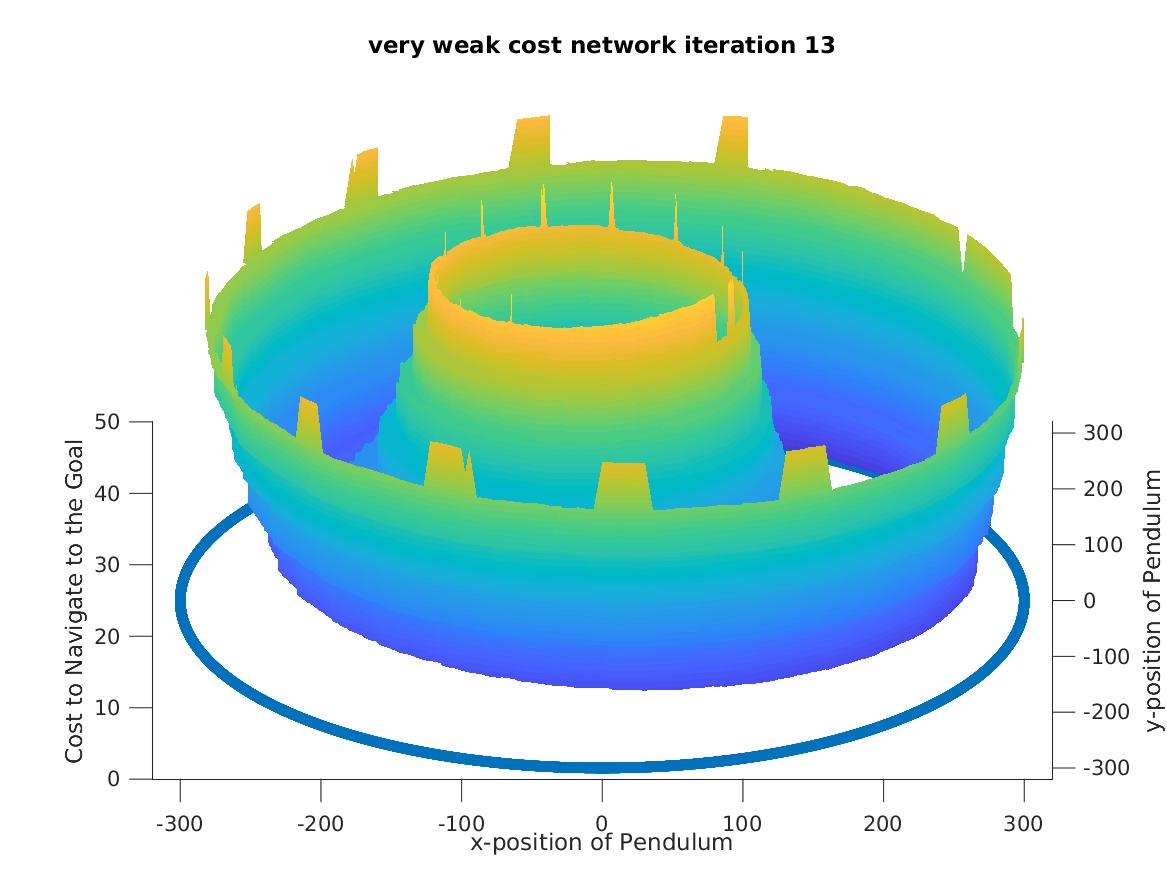 very weak cost network iteration 13
50
40
30
20
10
0
Cost to Navigate to the Goal
300
200
100
0
-100
-200
-300
y-position of Pendulum
-300 -200 -100 0 100 200 300
x-position of Pendulum